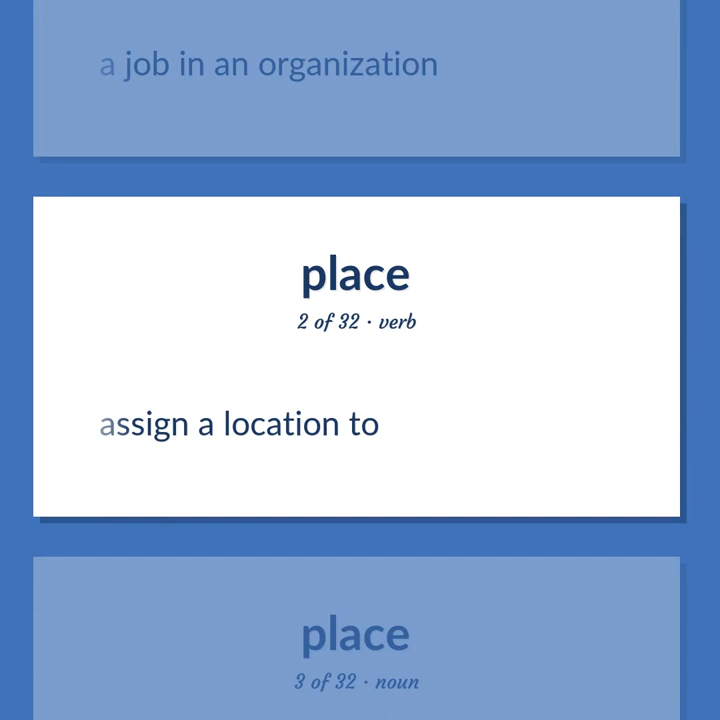 a job in an organization
place
2 of 32 · verb
assign a location to
place
3 of 32 · noun